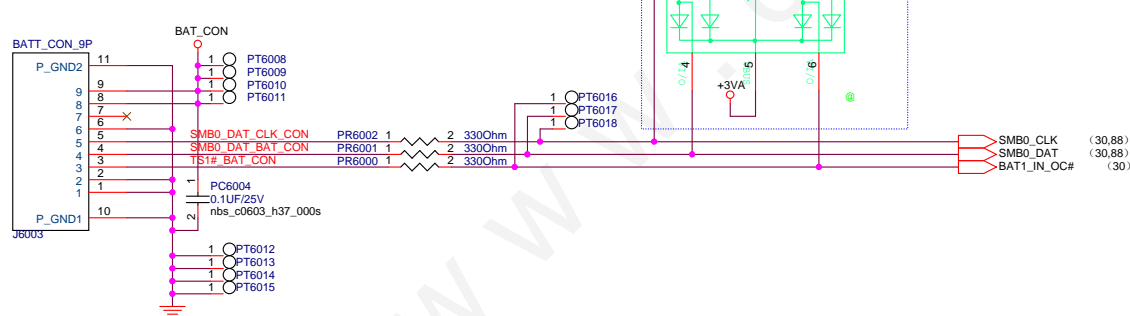 BAT_CON
BATT_CON_9P
P_GND2
11
9
9
8
8
7
7
6
6
5
5
4
4
3
3
2
2
1
1
10
P_GND1
J6003
1 PT6008
1 PT6009
1 PT6010
1 PT6011
SMB0_DAT_CLK_CON PR6002 1 2 330Ohm
SMB0_DAT_BAT_CON PR6001 1 2 330Ohm
TS1#_BAT_CON PR6000 1 2 330Ohm
1
PC6004
0.1UF/25V
nbs_c0603_h37_000s
2
1 PT6012
1 PT6013
1 PT6014
1 PT6015
1 PT6016
1 PT6017
1 PT6018
4
5
6
I/O
I/O
+3VA
@
SMB0_CLK (30,88)
SMB0_DAT (30,88)
BAT1_IN_OC# (30)
w w w .